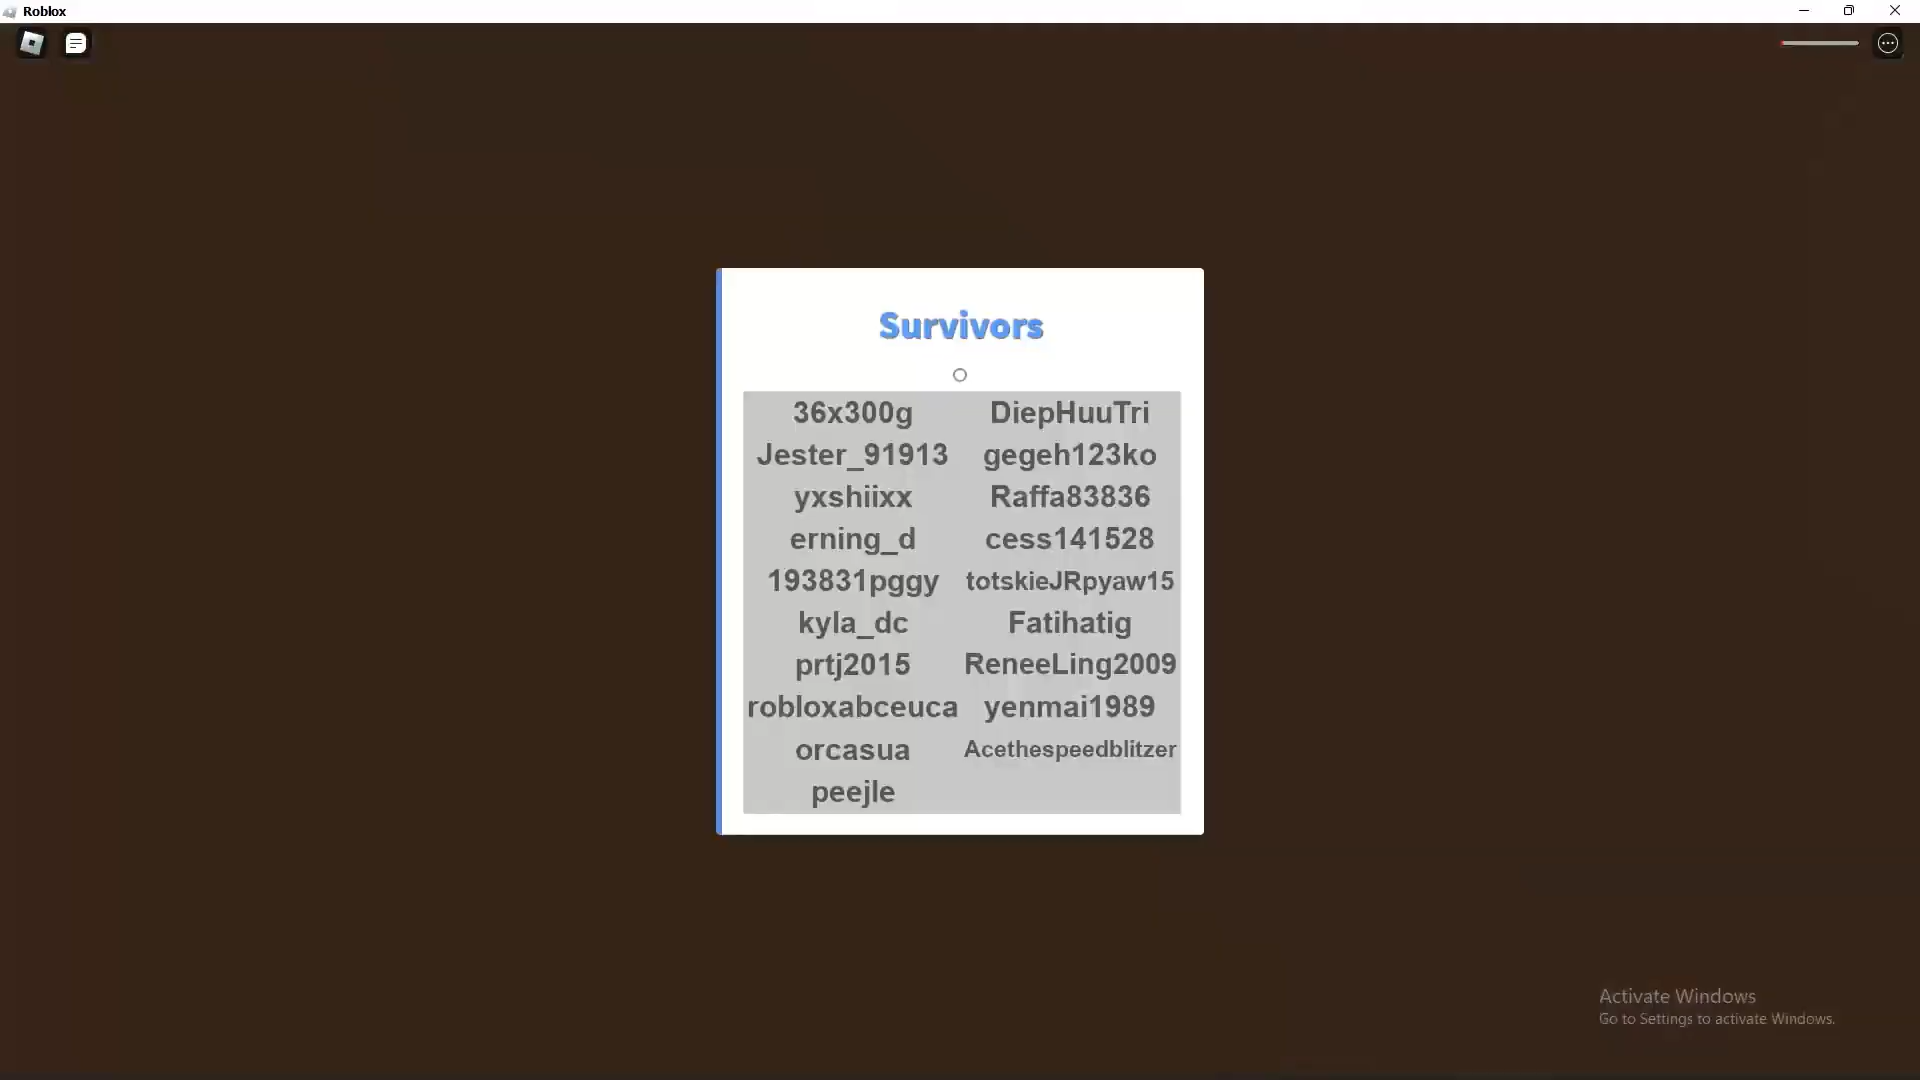 Roblox
Survivors
36x300g DiepHuuTri
Jester_91913 gegeh123ko
yxshiixx Raffa83836
erning_d cess141528
193831pggy totskieJRpyaw15
kyla_dc Fatihatig
prtj2015 ReneeLing2009
robloxabceuca yenmai1989
orcasua Acethespeedblitzer
peejle
Activate Windows
Go to Settings to activate Windows.